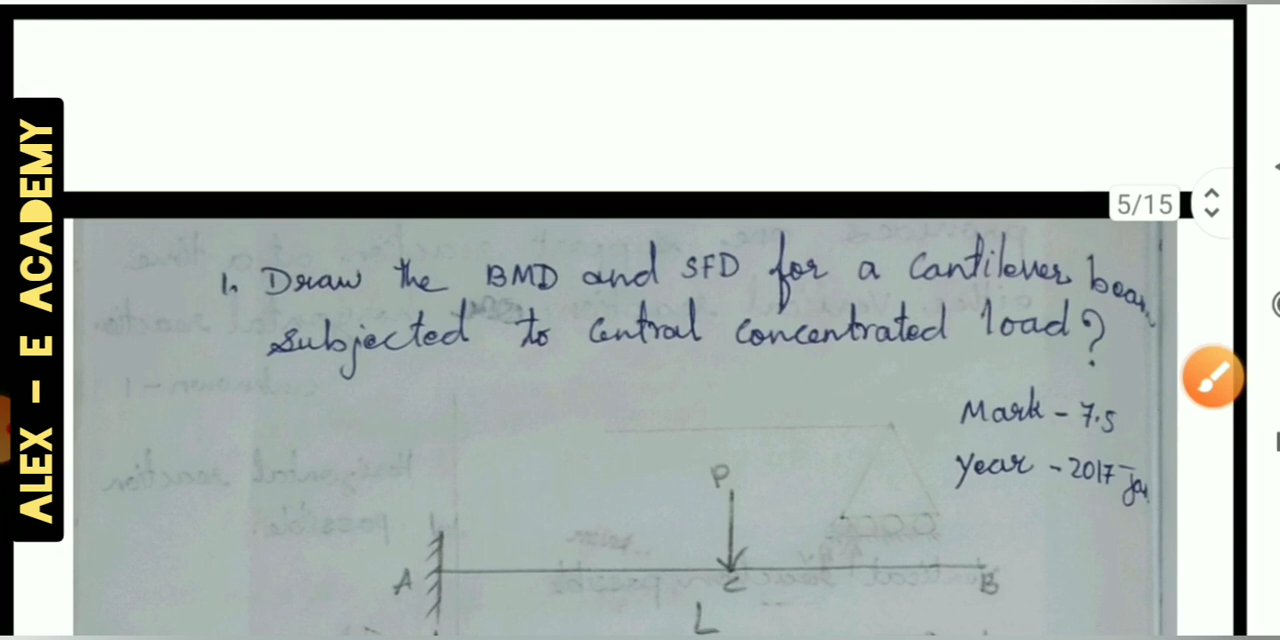 ALEX - E ACADEMY
5/15
1. Draw the BMD and SFD for a Cantilever beam
subjected to central concentrated load?
Mark - 7.5
Year - 2017 Jan
P
A
C
B
L